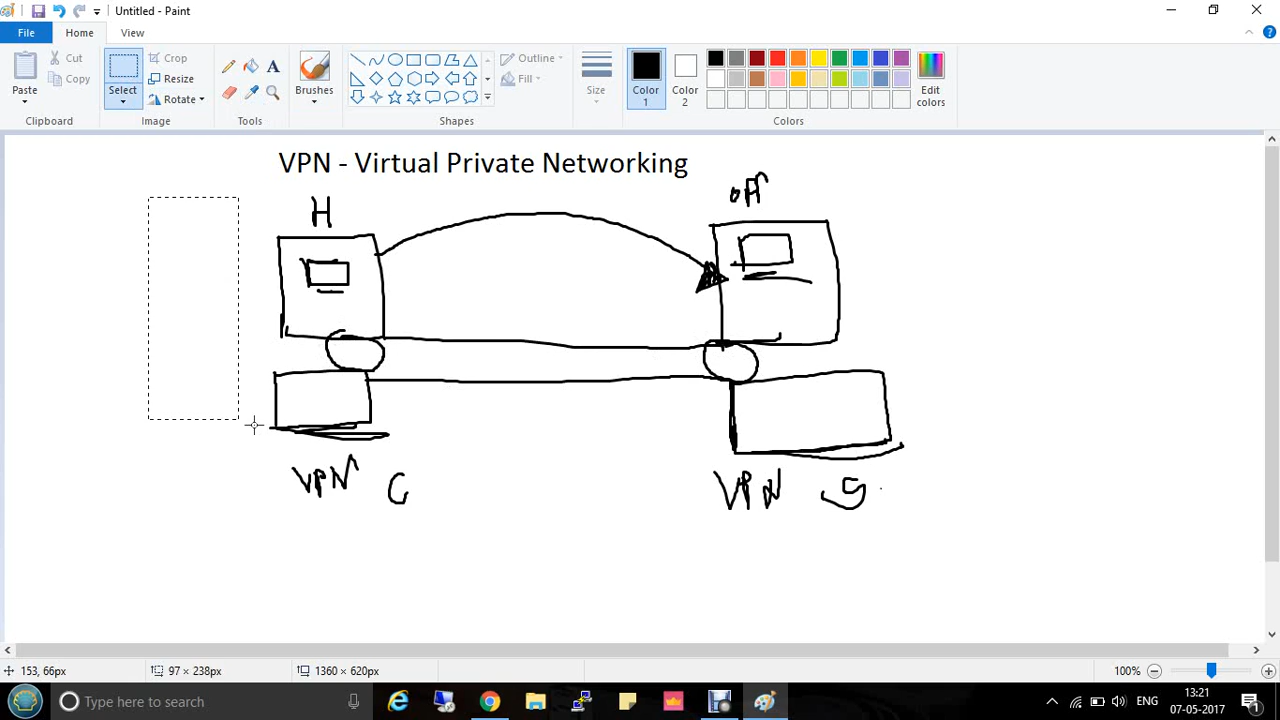 Untitled - Paint
File
Home
View
Paste
Cut
Copy
Clipboard
Select
Crop
Resize
Rotate
Image
Tools
Brushes
Outline
Fill
Shapes
Size
Color 1
Color 2
Edit colors
Colors
VPN - Virtual Private Networking
H
off
VPN C
VPN S
153, 66px
97 × 238px
1360 × 620px
100%
Type here to search
ENG
13:21
07-05-2017
1